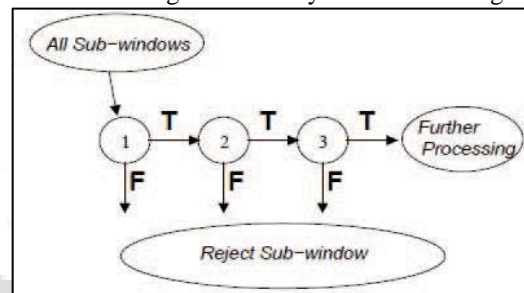 All Sub-windows
T T T
1 2 3
Further
Processing
F F F
Reject Sub-window